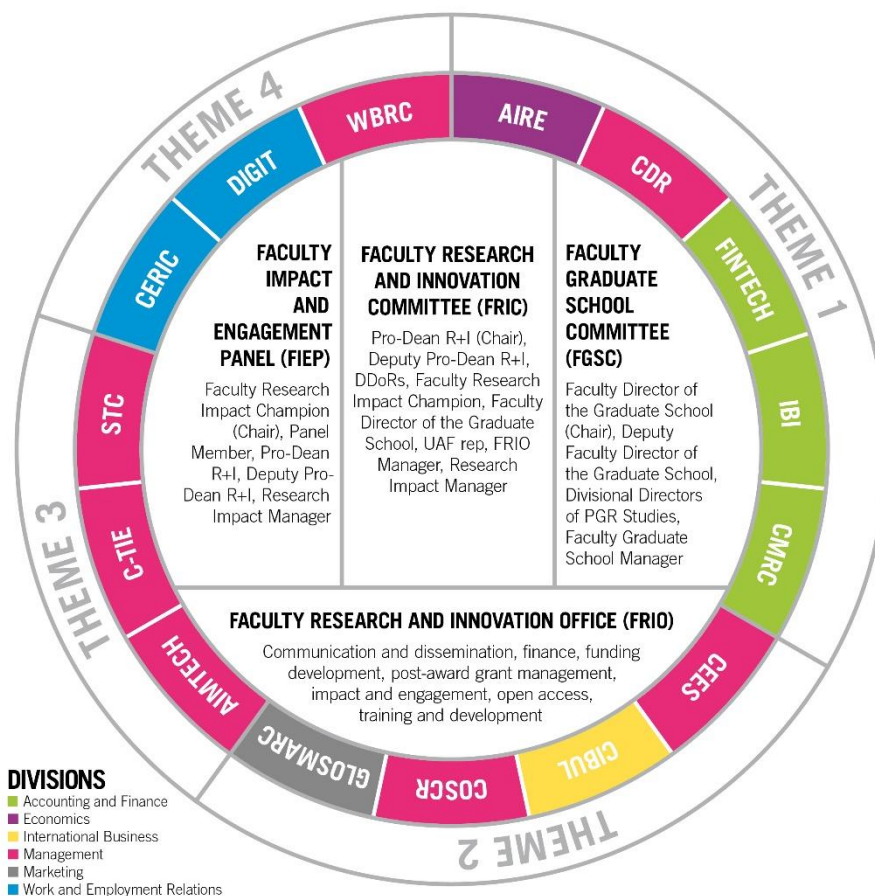 THEME 4
THEME 1
THEME 2
THEME 3
WBRC
AIRE
CDR
FINTECH
IBI
CMRC
CEES
CIBUL
COSCR
GLOSMARC
AIMTECH
C-TIE
STC
CERIC
DIGIT
FACULTY
IMPACT
AND
ENGAGEMENT
PANEL (FIEP)
Faculty Research
Impact Champion
(Chair), Panel
Member, Pro-Dean
R+I, Deputy Pro-
Dean R+I, Research
Impact Manager
FACULTY RESEARCH
AND INNOVATION
COMMITTEE (FRIC)
Pro-Dean R+I (Chair),
Deputy Pro-Dean R+I,
DDoRs, Faculty Research
Impact Champion, Faculty
Director of the Graduate
School, UAF rep, FRIO
Manager, Research
Impact Manager
FACULTY
GRADUATE
SCHOOL
COMMITTEE
(FGSC)
Faculty Director of
the Graduate School
(Chair), Deputy
Faculty Director of
the Graduate School,
Divisional Directors
of PGR Studies,
Faculty Graduate
School Manager
FACULTY RESEARCH AND INNOVATION OFFICE (FRIO)
Communication and dissemination, finance, funding
development, post-award grant management,
impact and engagement, open access,
training and development
DIVISIONS
Accounting and Finance
Economics
International Business
Management
Marketing
Work and Employment Relations